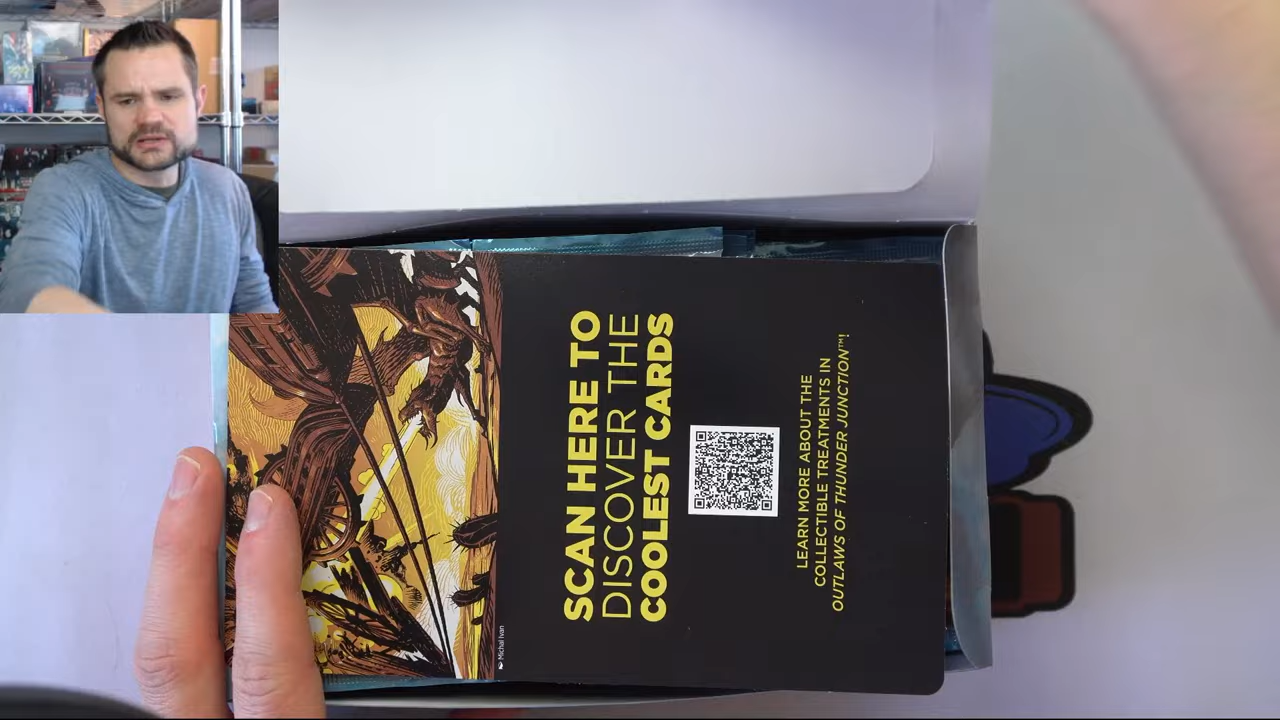 SCAN HERE TO
DISCOVER THE
COOLEST CARDS
LEARN MORE ABOUT THE
COLLECTIBLE TREATMENTS IN
OUTLAWS OF THUNDER JUNCTION™!
Michal Ivan